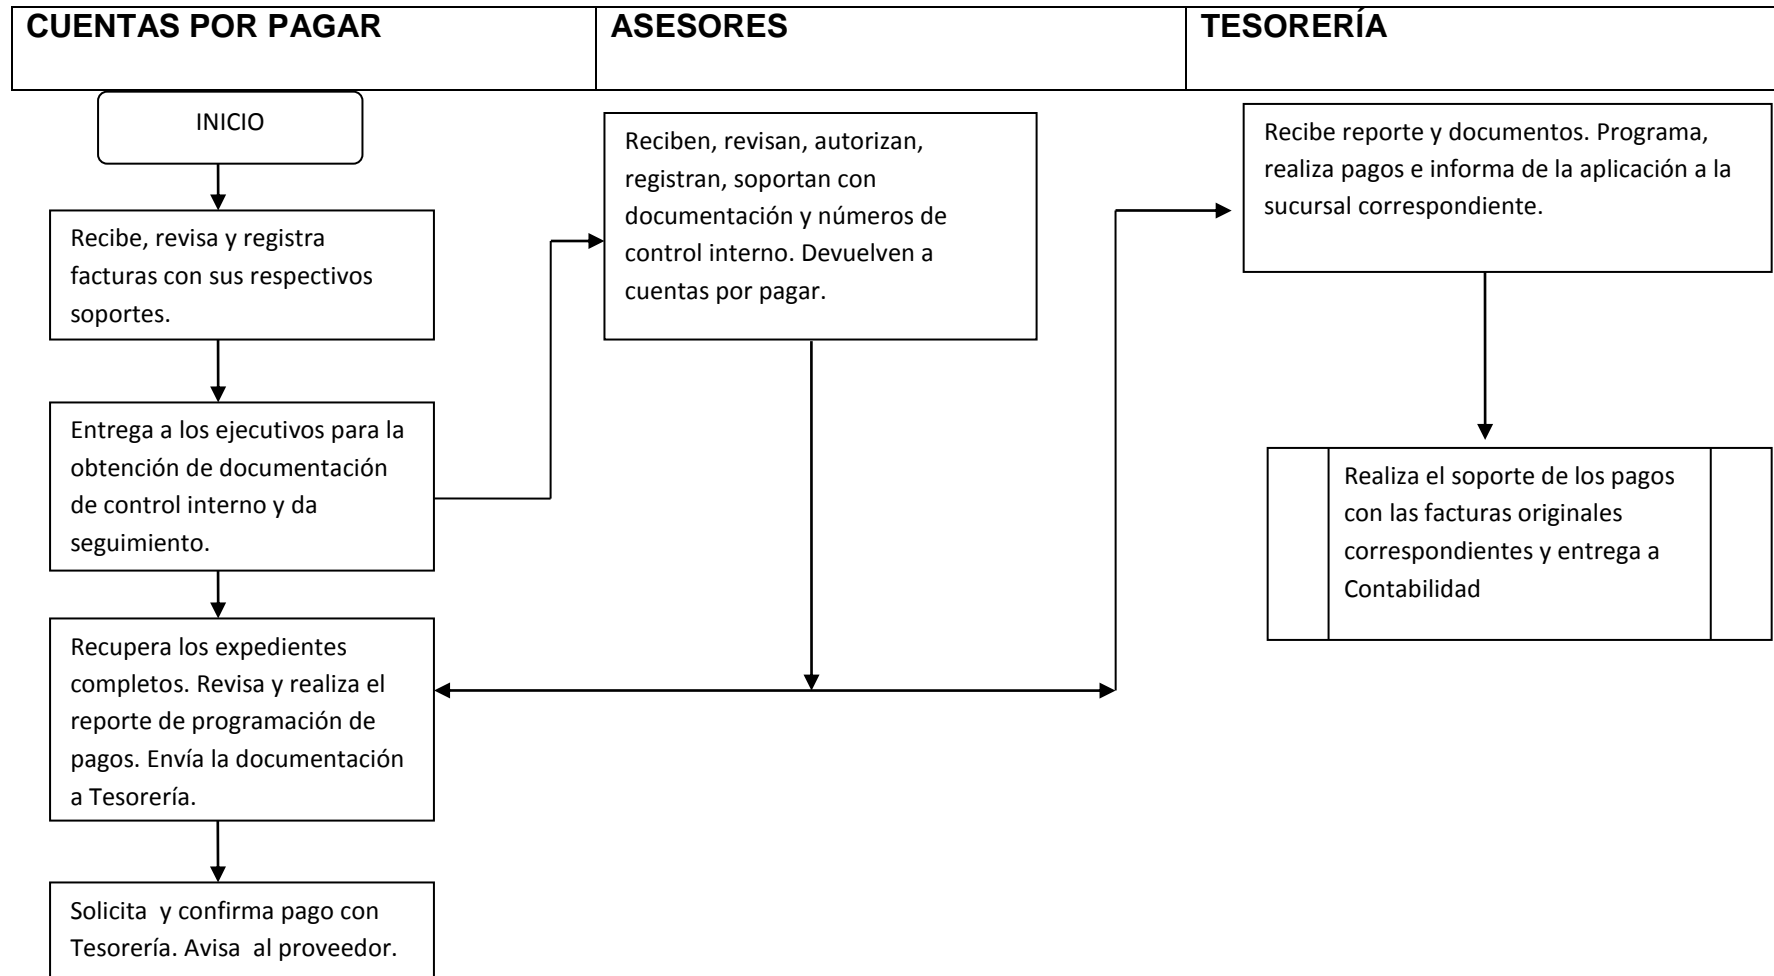 CUENTAS POR PAGAR
ASESORES
TESORERÍA
INICIO
Recibe, revisa y registra
facturas con sus respectivos
soportes.
Entrega a los ejecutivos para la
obtención de documentación
de control interno y da
seguimiento.
Recupera los expedientes
completos. Revisa y realiza el
reporte de programación de
pagos. Envía la documentación
a Tesorería.
Solicita y confirma pago con
Tesorería. Avisa al proveedor.
Reciben, revisan, autorizan,
registran, soportan con
documentación y números de
control interno. Devuelven a
cuentas por pagar.
Recibe reporte y documentos. Programa,
realiza pagos e informa de la aplicación a la
sucursal correspondiente.
Realiza el soporte de los pagos
con las facturas originales
correspondientes y entrega a
Contabilidad